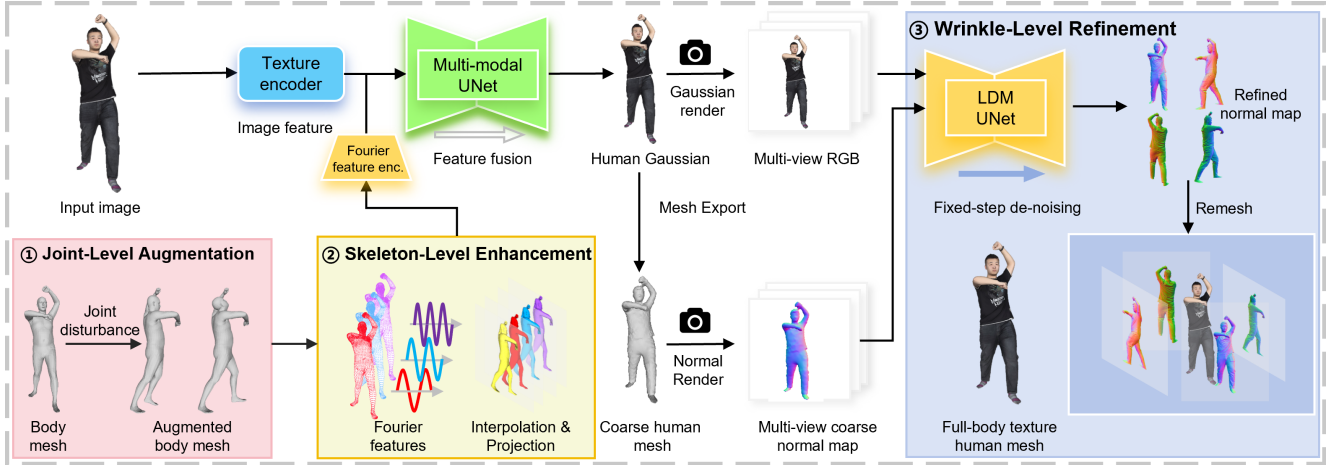 Input image
Texture
encoder
Image feature
Fourier
feature enc.
Multi-modal
UNet
Feature fusion
Human Gaussian
Gaussian
render
Multi-view RGB
Mesh Export
① Joint-Level Augmentation
Joint
disturbance
Body
mesh
Augmented
body mesh
② Skeleton-Level Enhancement
Fourier
features
Interpolation &
Projection
Coarse human
mesh
Normal
Render
Multi-view coarse
normal map
③ Wrinkle-Level Refinement
LDM
UNet
Fixed-step de-noising
Refined
normal map
Remesh
Full-body texture
human mesh